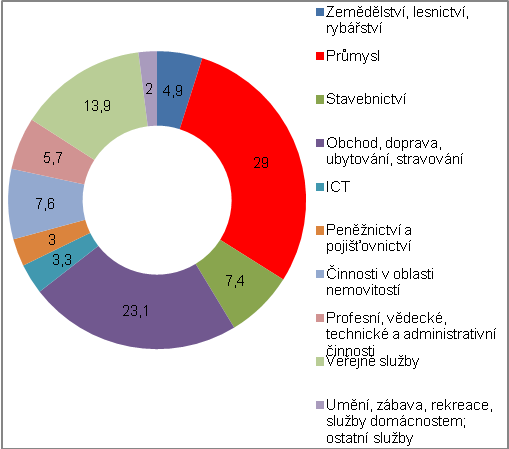 4,9
29
7,4
23,1
3,3
3
7,6
5,7
13,9
2
Zemědělství, lesnictví,
rybářství
Průmysl
Stavebnictví
Obchod, doprava,
ubytování, stravování
ICT
Peněžnictví a
pojišťovnictví
Činnosti v oblasti
nemovitostí
Profesní, vědecké,
technické a administrativní
činnosti
Veřejné služby
Umění, zábava, rekreace,
služby domácnostem;
ostatní služby